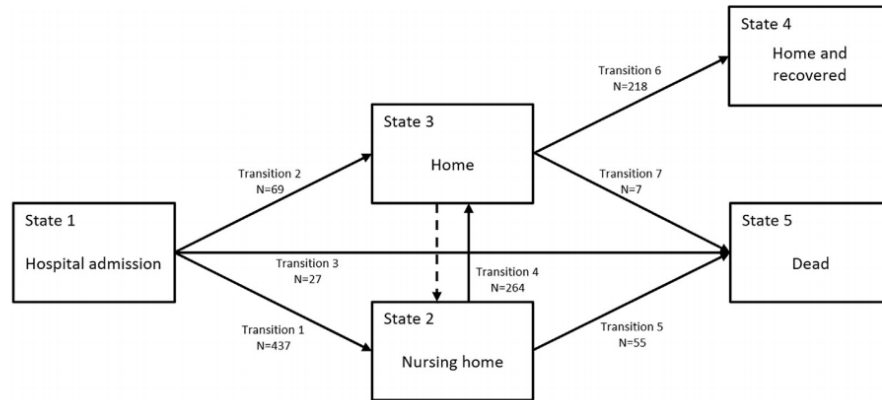 State 4
Home and
recovered
Transition 6
N=218
State 3
Home
Transition 2
N=69
Transition 7
N=7
State 1
Hospital admission
State 5
Dead
Transition 3
N=27
Transition 4
N=264
Transition 1
N=437
State 2
Nursing home
Transition 5
N=55